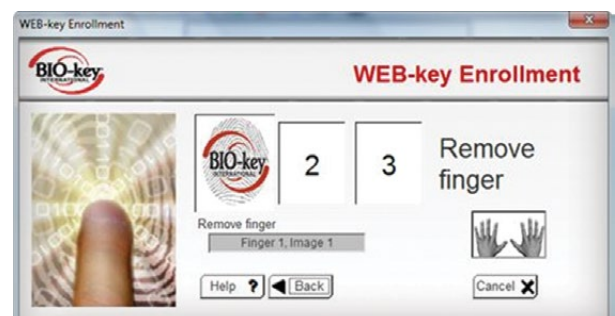 WEB-key Enrollment
BIO-key
INTERNATIONAL
WEB-key Enrollment
BIO-key
INTERNATIONAL
2
3
Remove
finger
Remove finger
Finger 1, Image 1
Help ?
Back
Cancel X